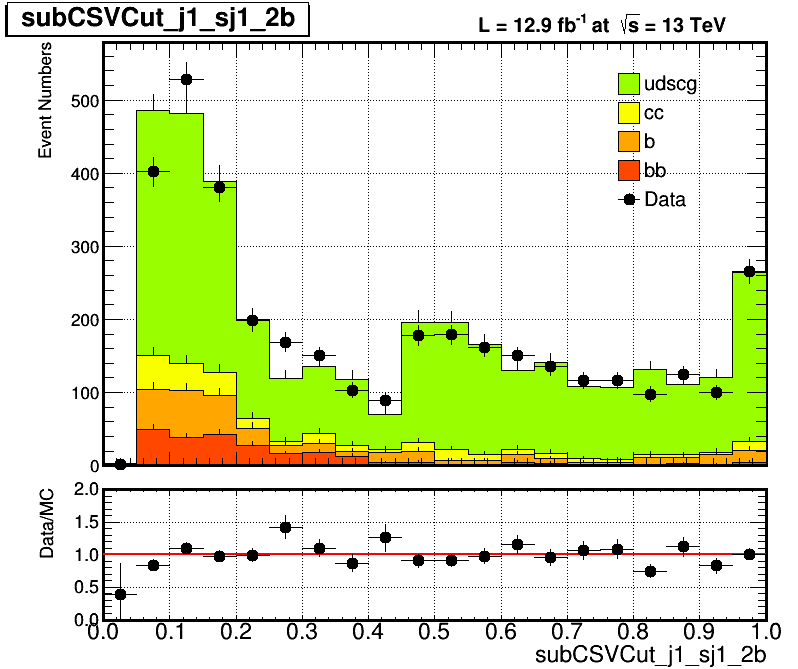 subCSVCut_j1_sj1_2b
L = 12.9 fb-1 at √s = 13 TeV
Event Numbers
500
400
300
200
100
0
udscg
cc
b
bb
Data
Data/MC
2.0
1.5
1.0
0.5
0.0
0.0 0.1 0.2 0.3 0.4 0.5 0.6 0.7 0.8 0.9 1.0
subCSVCut_j1_sj1_2b